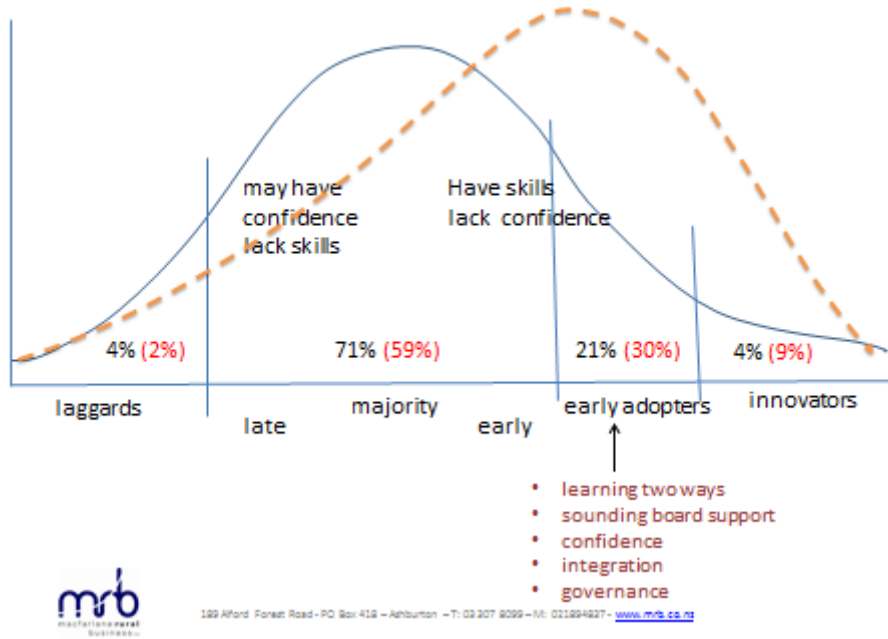 may have
confidence
lack skills
Have skills
lack confidence
4% (2%)
71% (59%)
21% (30%)
4% (9%)
laggards
late
majority
early
early adopters
innovators
• learning two ways
• sounding board support
• confidence
• integration
• governance
mrb
macfarlane rural
business
189 Alford Forest Road - PO Box 418 – Ashburton – T: 03 307 8099 – M: 021894837 - www.mrb.co.nz